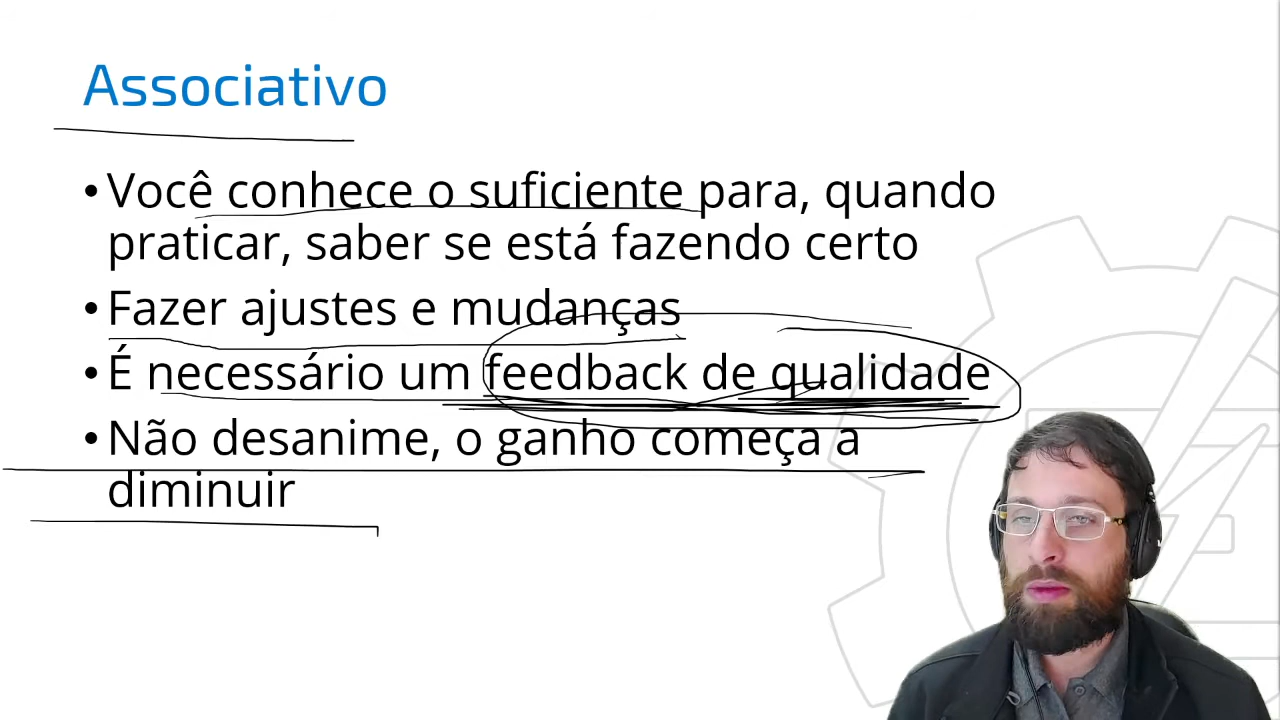 Associativo
• Você conhece o suficiente para, quando
praticar, saber se está fazendo certo
• Fazer ajustes e mudanças
• É necessário um feedback de qualidade
• Não desanime, o ganho começa a
diminuir